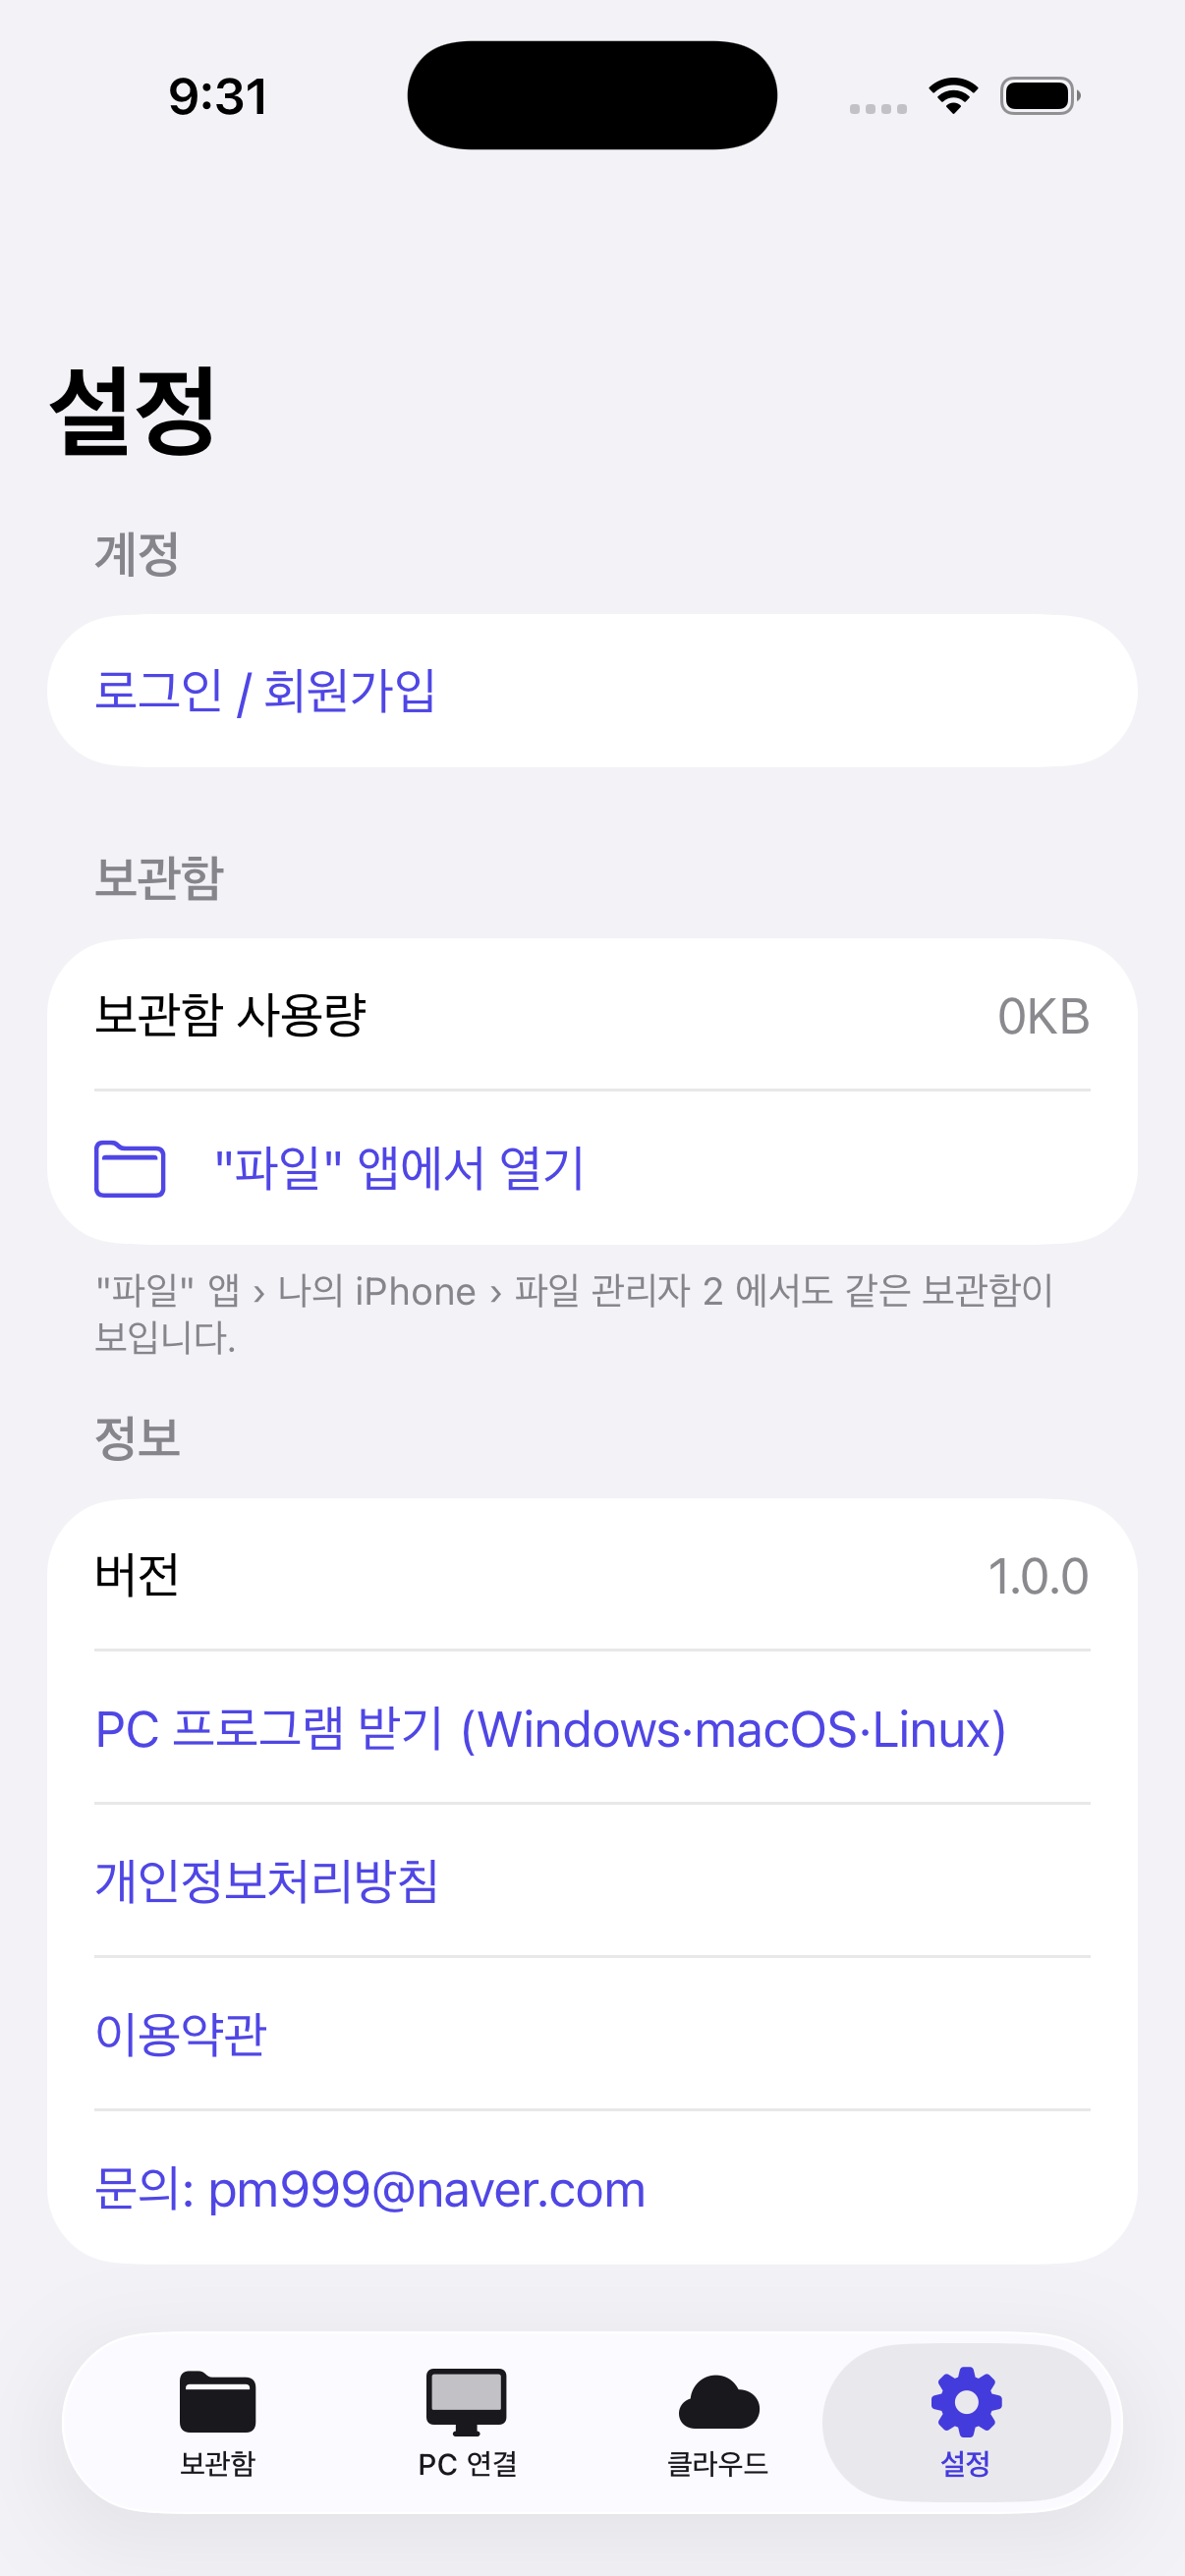 9:31
설정
계정
로그인 / 회원가입
보관함
보관함 사용량 0KB
"파일" 앱에서 열기
"파일" 앱 › 나의 iPhone › 파일 관리자 2 에서도 같은 보관함이
보입니다.
정보
버전 1.0.0
PC 프로그램 받기 (Windows·macOS·Linux)
개인정보처리방침
이용약관
문의: pm999@naver.com
보관함 PC 연결 클라우드 설정